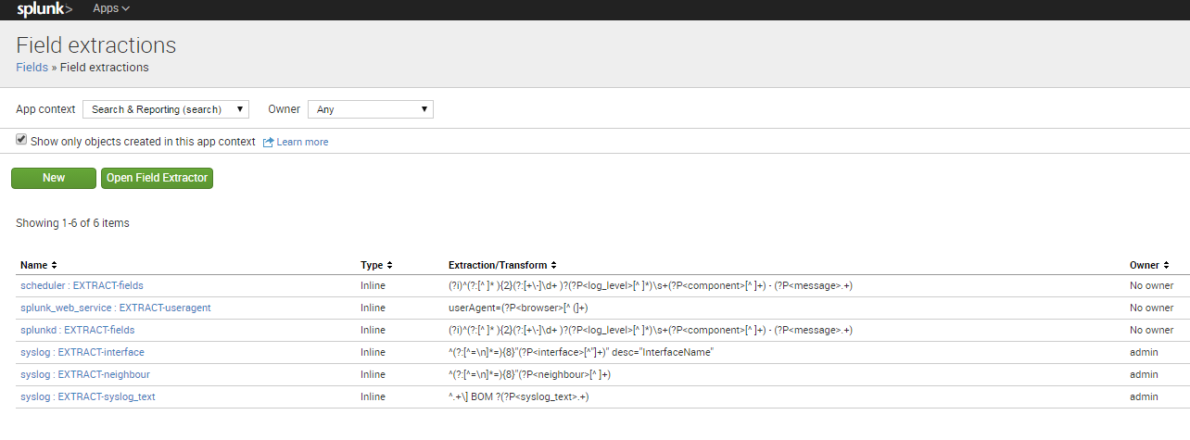 splunk> Apps
Field extractions
Fields » Field extractions
App context Search & Reporting (search) Owner Any
Show only objects created in this app context Learn more
New Open Field Extractor
Showing 1-6 of 6 items
Name Type Extraction/Transform Owner
scheduler : EXTRACT-fields Inline (?i)^(?:[^ ]* ){2}(?:[+\-]\d+ )?(?P<log_level>[^ ]*)\s+(?P<component>[^ ]+) - (?P<message>.+) No owner
splunk_web_service : EXTRACT-useragent Inline userAgent=(?P<browser>[^ (]+) No owner
splunkd : EXTRACT-fields Inline (?i)^(?:[^ ]* ){2}(?:[+\-]\d+ )?(?P<log_level>[^ ]*)\s+(?P<component>[^ ]+) - (?P<message>.+) No owner
syslog : EXTRACT-interface Inline ^(?:[^=\n]*=){8}"(?P<interface>[^"]+)" desc="InterfaceName" admin
syslog : EXTRACT-neighbour Inline ^(?:[^=\n]*=){8}"(?P<neighbour>[^ ]+) admin
syslog : EXTRACT-syslog_text Inline ^.+\] BOM ?(?P<syslog_text>.+) admin